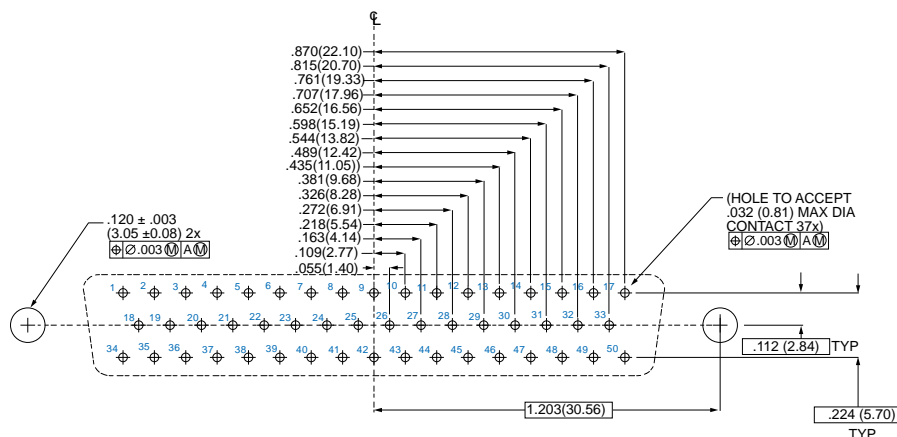 ℄
.870(22.10)
.815(20.70)
.761(19.33)
.707(17.96)
.652(16.56)
.598(15.19)
.544(13.82)
.489(12.42)
.435(11.05))
.381(9.68)
.326(8.28)
.272(6.91)
.218(5.54)
.163(4.14)
.109(2.77)
.055(1.40)
.120 ± .003
(3.05 ±0.08) 2x
⌖ ∅.003 Ⓜ A Ⓜ
(HOLE TO ACCEPT
.032 (0.81) MAX DIA
CONTACT 37x)
⌖ ∅.003 Ⓜ A Ⓜ
1 2 3 4 5 6 7 8 9 10 11 12 13 14 15 16 17
18 19 20 21 22 23 24 25 26 27 28 29 30 31 32 33
34 35 36 37 38 39 40 41 42 43 44 45 46 47 48 49 50
.112 (2.84) TYP
1.203(30.56)
.224 (5.70)
TYP